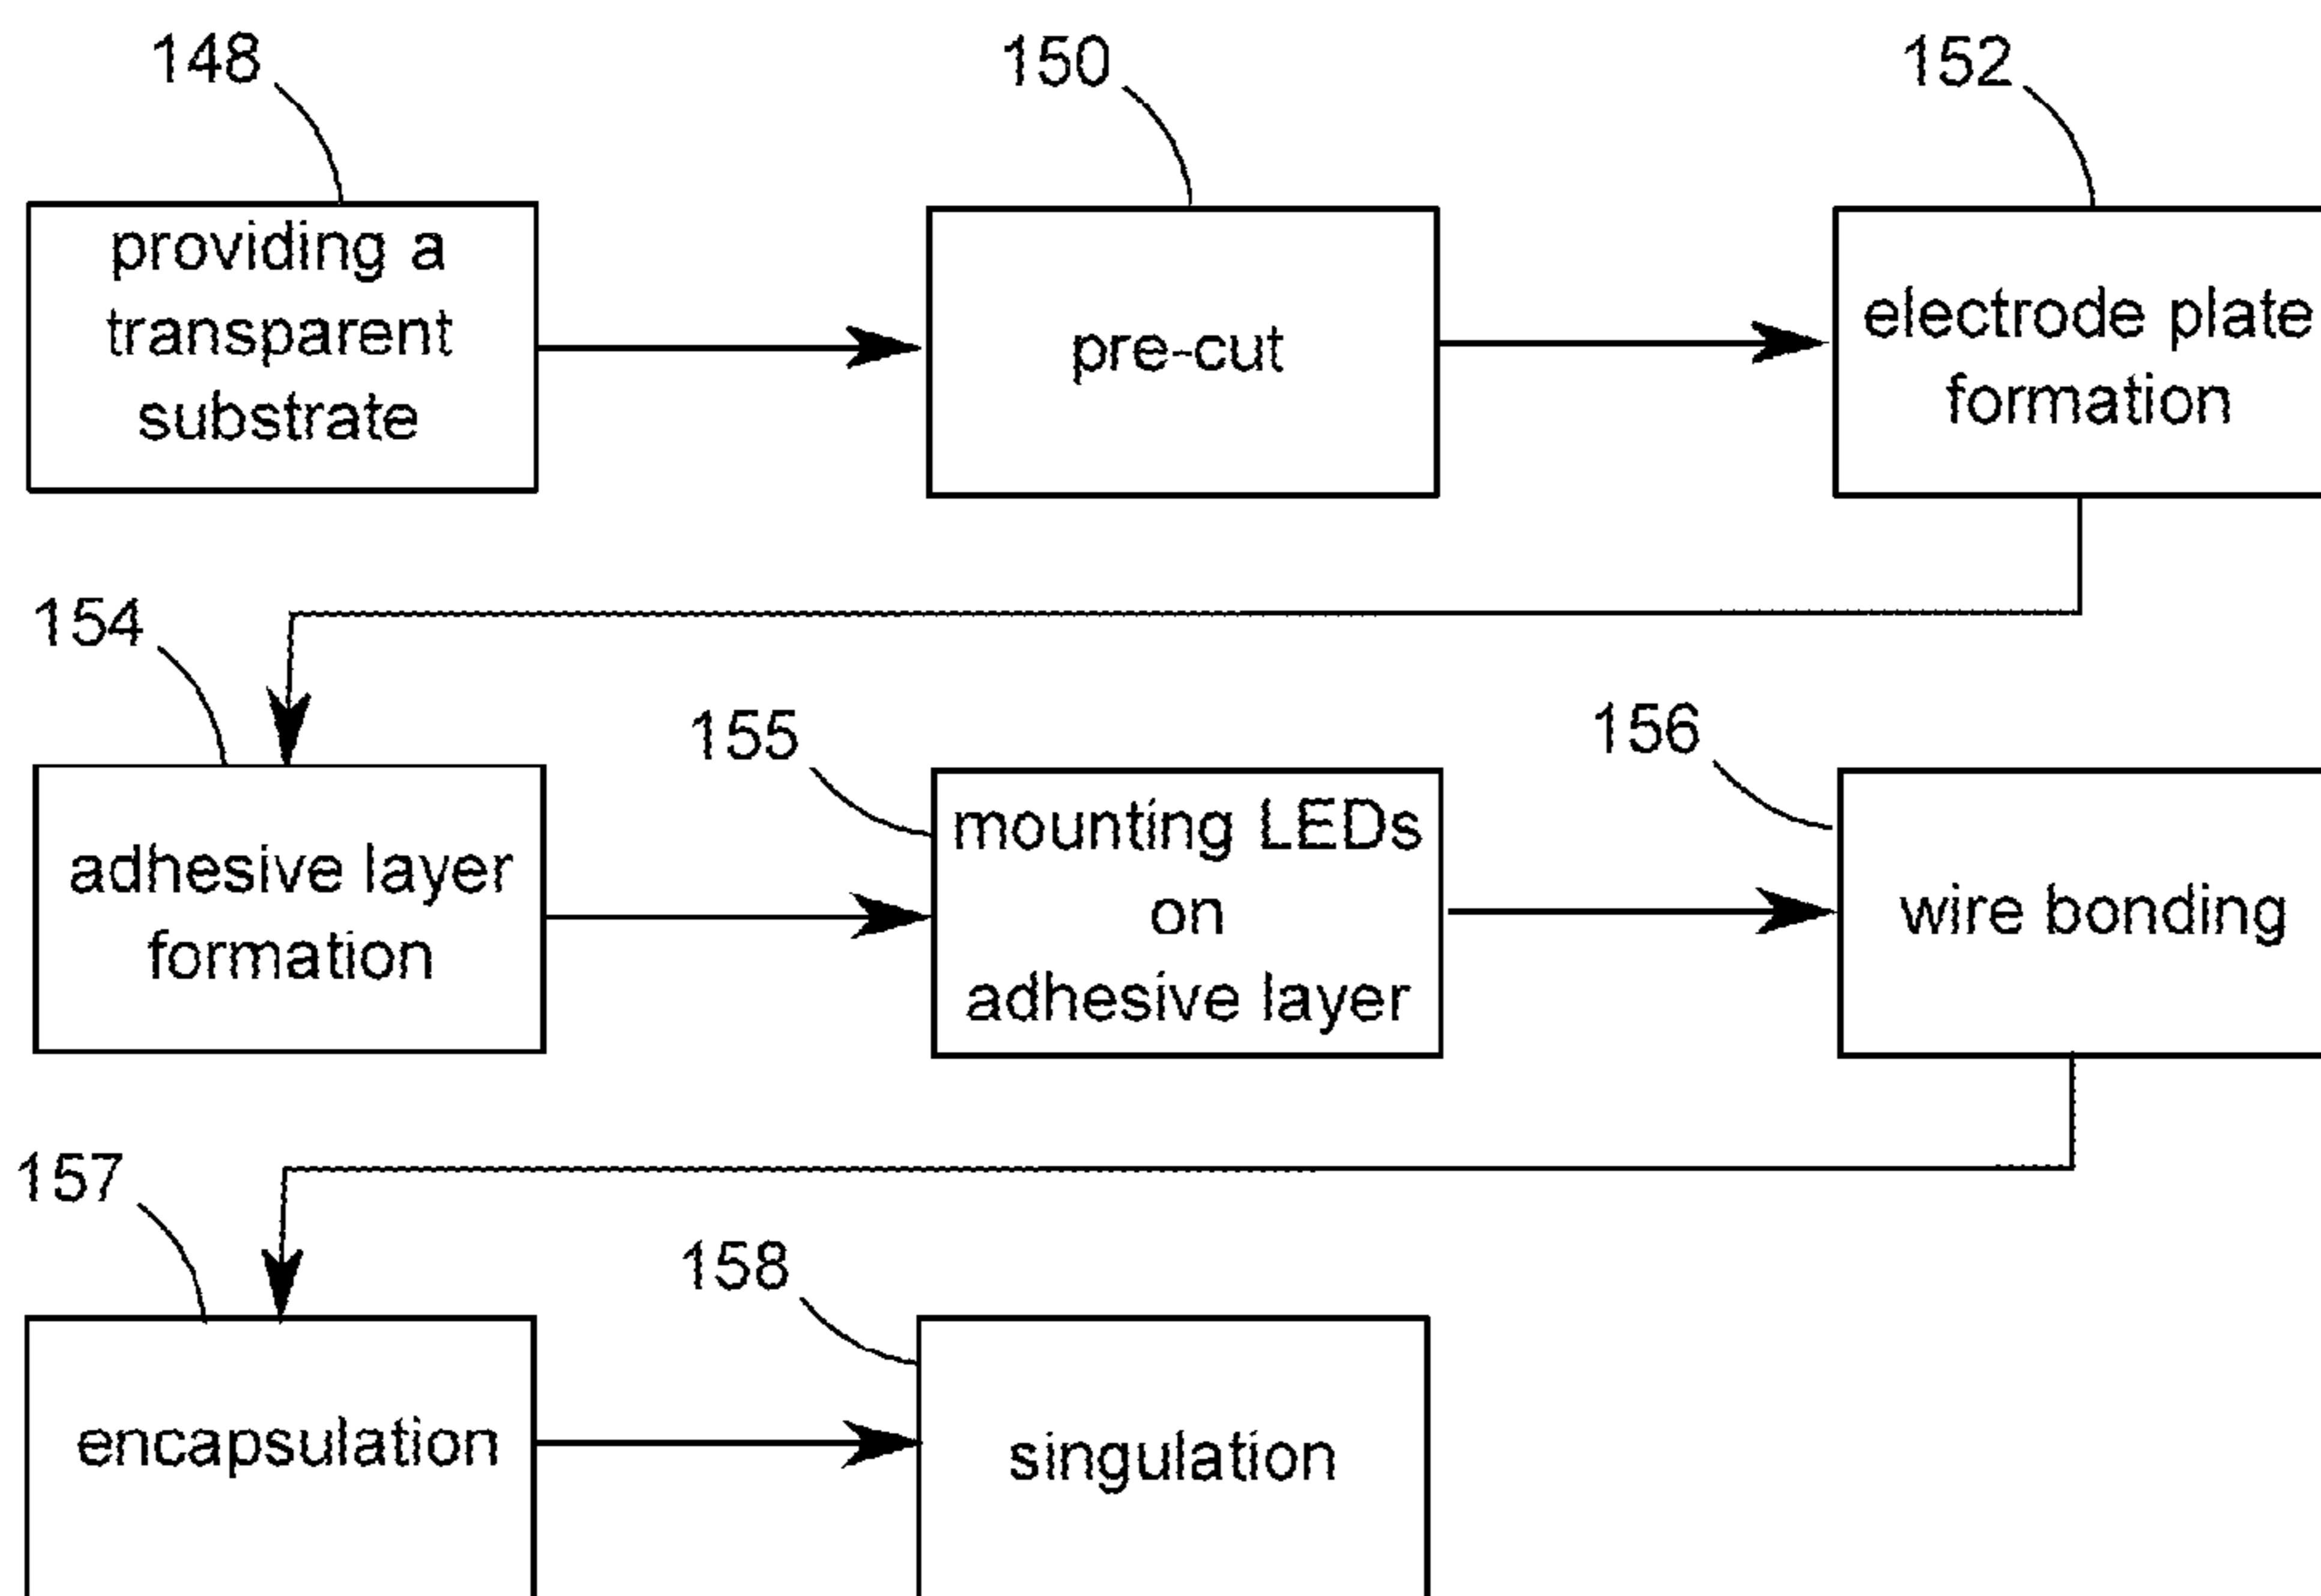 148
150
152
providing a
transparent
substrate
pre-cut
electrode plate
formation
154
155
156
adhesive layer
formation
mounting LEDs
on
adhesive layer
wire bonding
157
158
encapsulation
singulation